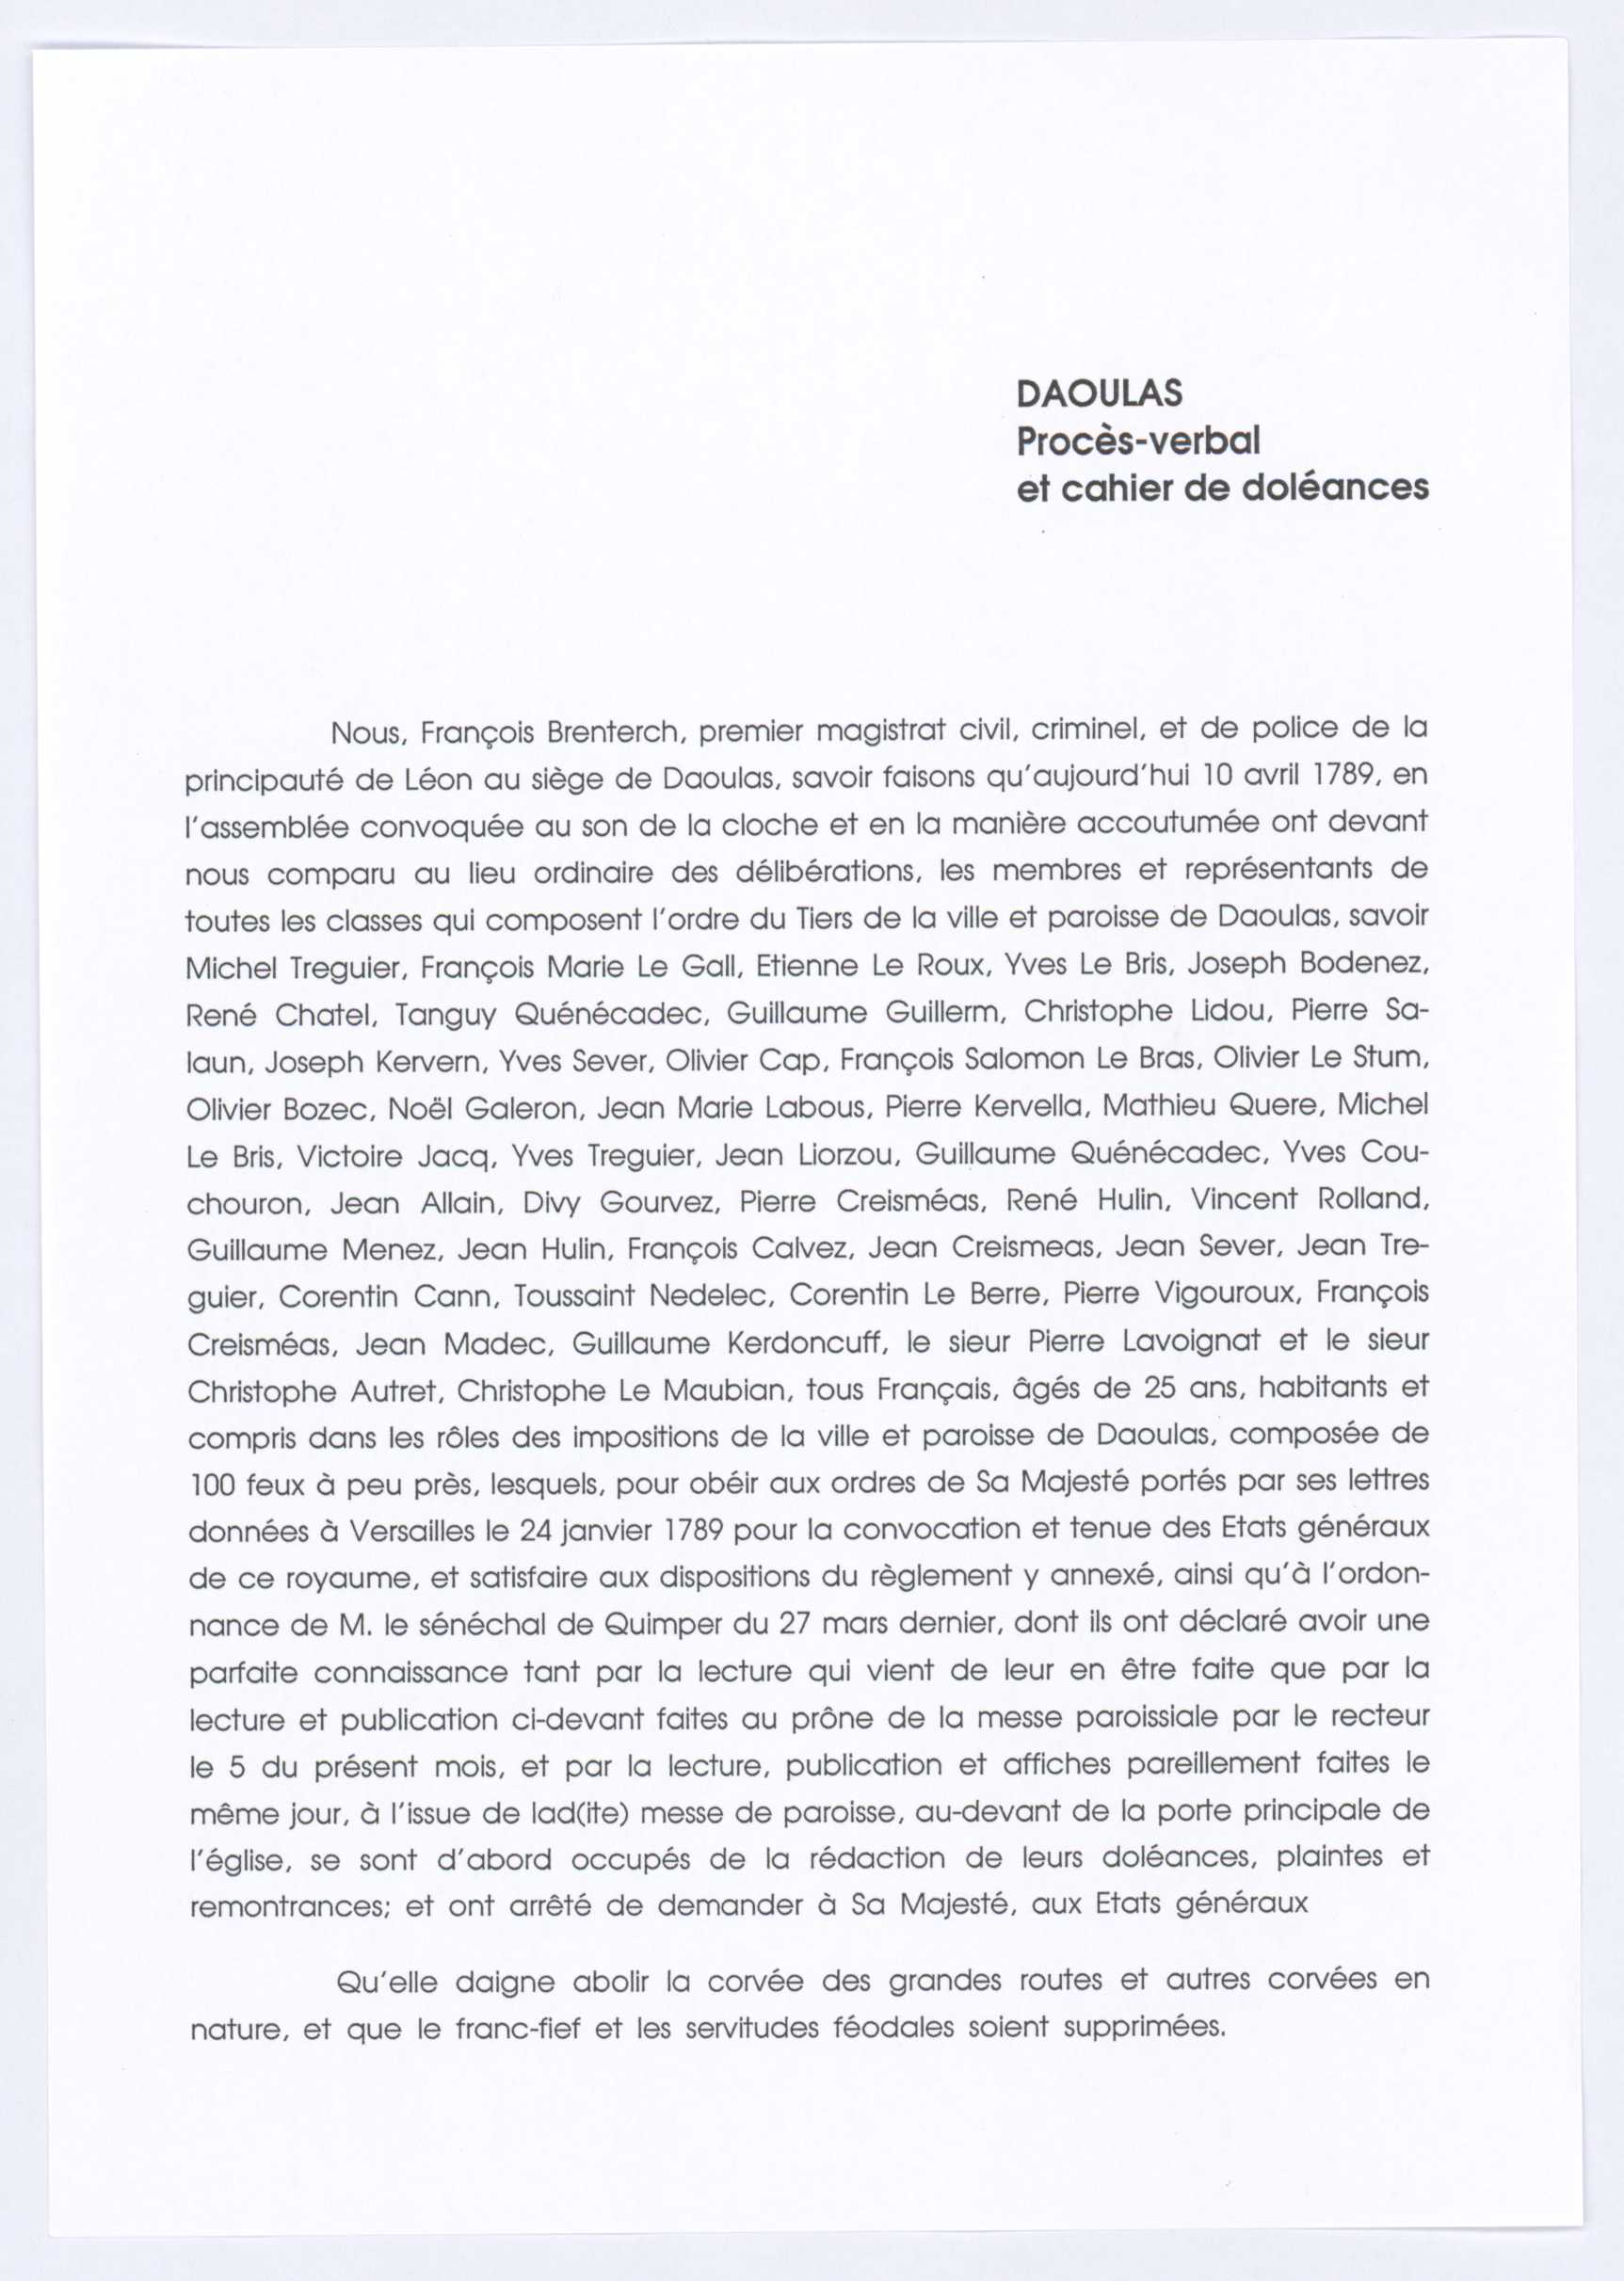 DAOULAS
Procès-verbal
et cahier de doléances
Nous, François Brenterch, premier magistrat civil, criminel, et de police de la
principauté de Léon au siège de Daoulas, savoir faisons qu'aujourd'hui 10 avril 1789, en
l'assemblée convoquée au son de la cloche et en la manière accoutumée ont devant
nous comparu au lieu ordinaire des délibérations, les membres et représentants de
toutes les classes qui composent l'ordre du Tiers de la ville et paroisse de Daoulas, savoir
Michel Treguier, François Marie Le Gall, Etienne Le Roux, Yves Le Bris, Joseph Bodenez,
René Chatel, Tanguy Quénécadec, Guillaume Guillerm, Christophe Lidou, Pierre Sa-
laun, Joseph Kervern, Yves Sever, Olivier Cap, François Salomon Le Bras, Olivier Le Stum,
Olivier Bozec, Noël Galeron, Jean Marie Labous, Pierre Kervella, Mathieu Quere, Michel
Le Bris, Victoire Jacq, Yves Treguier, Jean Liorzou, Guillaume Quénécadec, Yves Cou-
chouron, Jean Allain, Divy Gourvez, Pierre Creisméas, René Hulin, Vincent Rolland,
Guillaume Menez, Jean Hulin, François Calvez, Jean Creismeas, Jean Sever, Jean Tre-
guier, Corentin Cann, Toussaint Nedelec, Corentin Le Berre, Pierre Vigouroux, François
Creisméas, Jean Madec, Guillaume Kerdoncuff, le sieur Pierre Lavoignat et le sieur
Christophe Autret, Christophe Le Maubian, tous Français, âgés de 25 ans, habitants et
compris dans les rôles des impositions de la ville et paroisse de Daoulas, composée de
100 feux à peu près, lesquels, pour obéir aux ordres de Sa Majesté portés par ses lettres
données à Versailles le 24 janvier 1789 pour la convocation et tenue des Etats généraux
de ce royaume, et satisfaire aux dispositions du règlement y annexé, ainsi qu'à l'ordon-
nance de M. le sénéchal de Quimper du 27 mars dernier, dont ils ont déclaré avoir une
parfaite connaissance tant par la lecture qui vient de leur en être faite que par la
lecture et publication ci-devant faites au prône de la messe paroissiale par le recteur
le 5 du présent mois, et par la lecture, publication et affiches pareillement faites le
même jour, à l'issue de lad(ite) messe de paroisse, au-devant de la porte principale de
l'église, se sont d'abord occupés de la rédaction de leurs doléances, plaintes et
remontrances; et ont arrêté de demander à Sa Majesté, aux Etats généraux
Qu'elle daigne abolir la corvée des grandes routes et autres corvées en
nature, et que le franc-fief et les servitudes féodales soient supprimées.